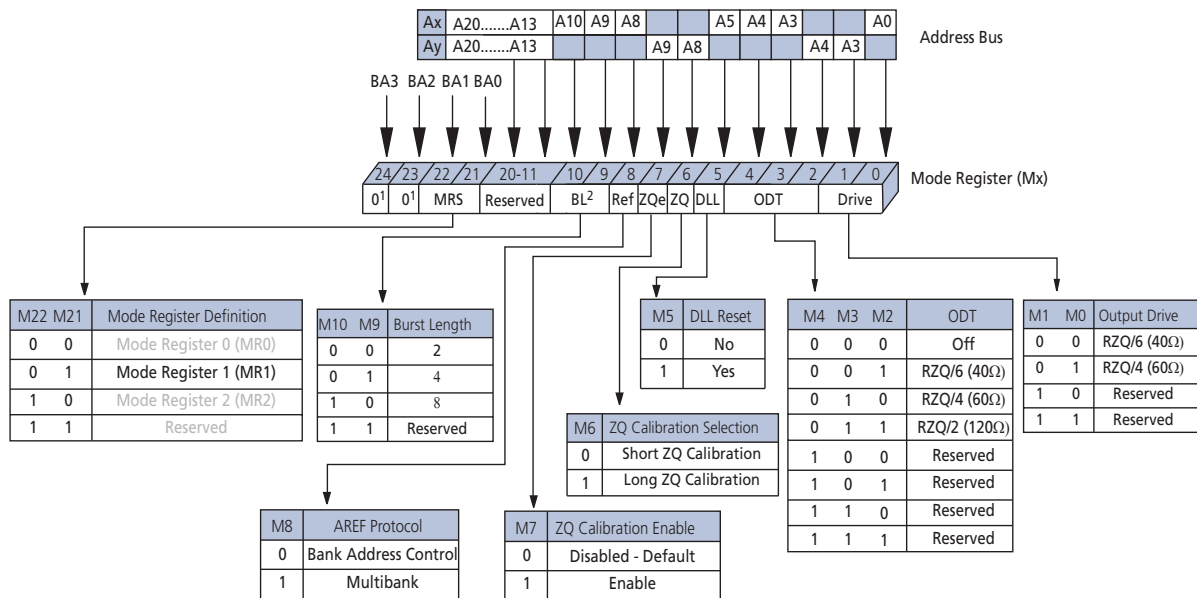 Ax A20.......A13 A10 A9 A8 A5 A4 A3 A0
Ay A20.......A13 A9 A8 A4 A3
Address Bus
BA3 BA2 BA1 BA0
24 23 22 21 20-11 10 9 8 7 6 5 4 3 2 1 0
Mode Register (Mx)
0¹ 0¹ MRS Reserved BL² Ref ZQe ZQ DLL ODT Drive
M22 M21 Mode Register Definition
0 0 Mode Register 0 (MR0)
0 1 Mode Register 1 (MR1)
1 0 Mode Register 2 (MR2)
1 1 Reserved
M10 M9 Burst Length
0 0 2
0 1 4
1 0 8
1 1 Reserved
M5 DLL Reset
0 No
1 Yes
M4 M3 M2 ODT
0 0 0 Off
0 0 1 RZQ/6 (40Ω)
0 1 0 RZQ/4 (60Ω)
0 1 1 RZQ/2 (120Ω)
1 0 0 Reserved
1 0 1 Reserved
1 1 0 Reserved
1 1 1 Reserved
M1 M0 Output Drive
0 0 RZQ/6 (40Ω)
0 1 RZQ/4 (60Ω)
1 0 Reserved
1 1 Reserved
M6 ZQ Calibration Selection
0 Short ZQ Calibration
1 Long ZQ Calibration
M8 AREF Protocol
0 Bank Address Control
1 Multibank
M7 ZQ Calibration Enable
0 Disabled - Default
1 Enable